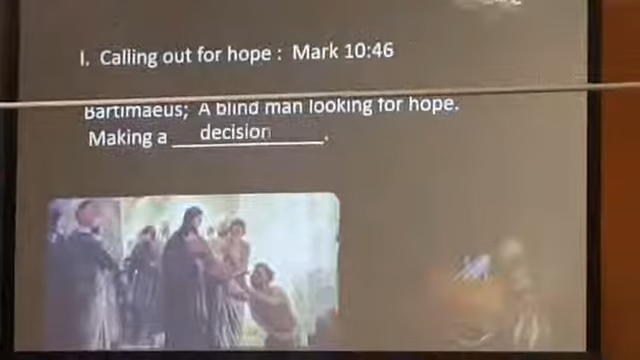 I. Calling out for hope : Mark 10:46
Bartimaeus; A blind man looking for hope.
Making a decision.